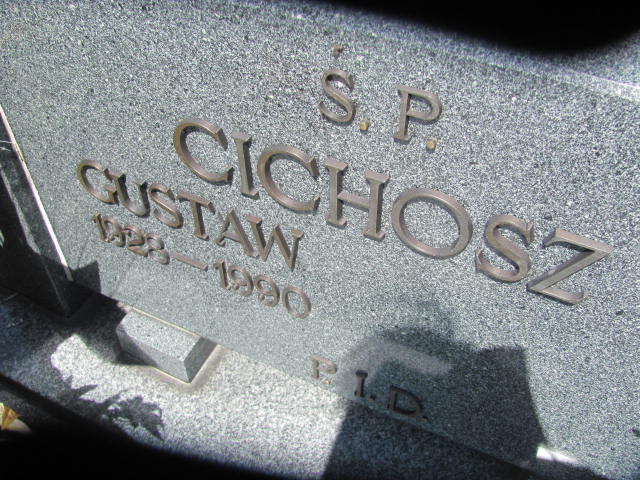 Ś. P.
CICHOSZ
GUSTAW
1928-1990
P. I. D.